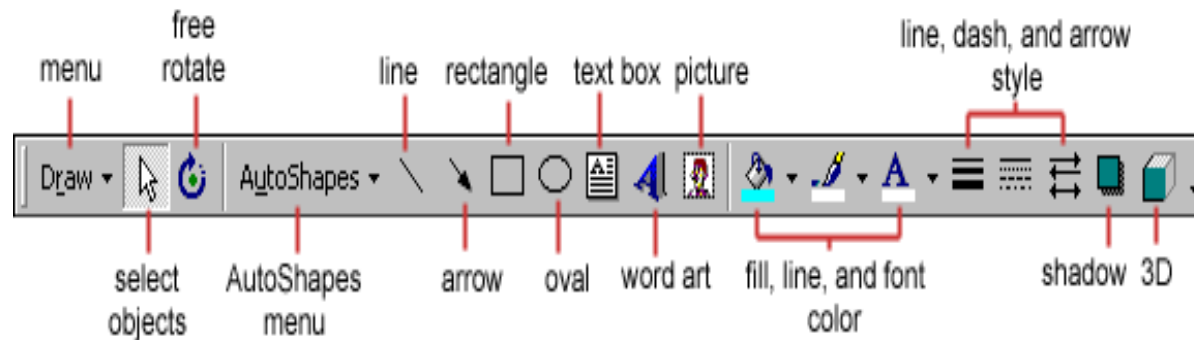 free
rotate
menu
line
rectangle
text box
picture
line, dash, and arrow
style
Draw
AutoShapes
A
A
A
select
objects
AutoShapes
menu
arrow
oval
word art
fill, line, and font
color
shadow
3D